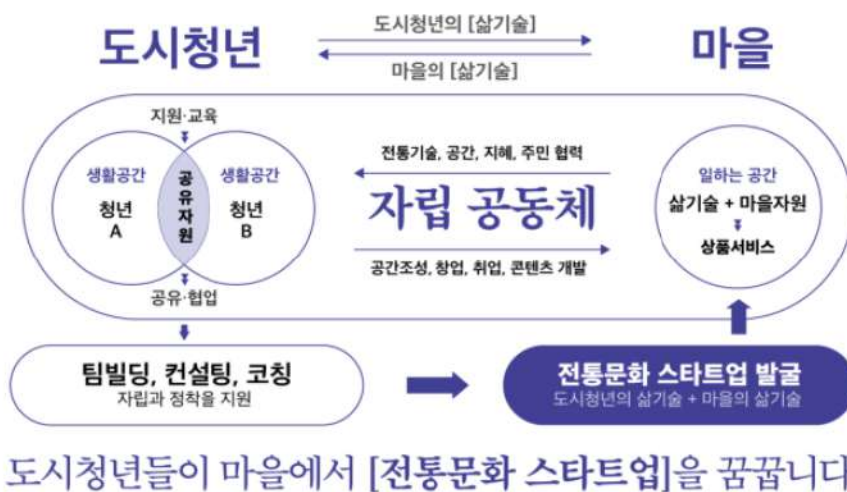 도시청년
도시청년의 [삶기술]
마을의 [삶기술]
마을
지원·교육
생활공간
청년
A
공유자원
생활공간
청년
B
공유·협업
전통기술, 공간, 지혜, 주민 협력
자립 공동체
공간조성, 창업, 취업, 콘텐츠 개발
일하는 공간
삶기술 + 마을자원
상품서비스
팀빌딩, 컨설팅, 코칭
자립과 정착을 지원
전통문화 스타트업 발굴
도시청년의 삶기술 + 마을의 삶기술
도시청년들이 마을에서 [전통문화 스타트업]을 꿈꿉니다